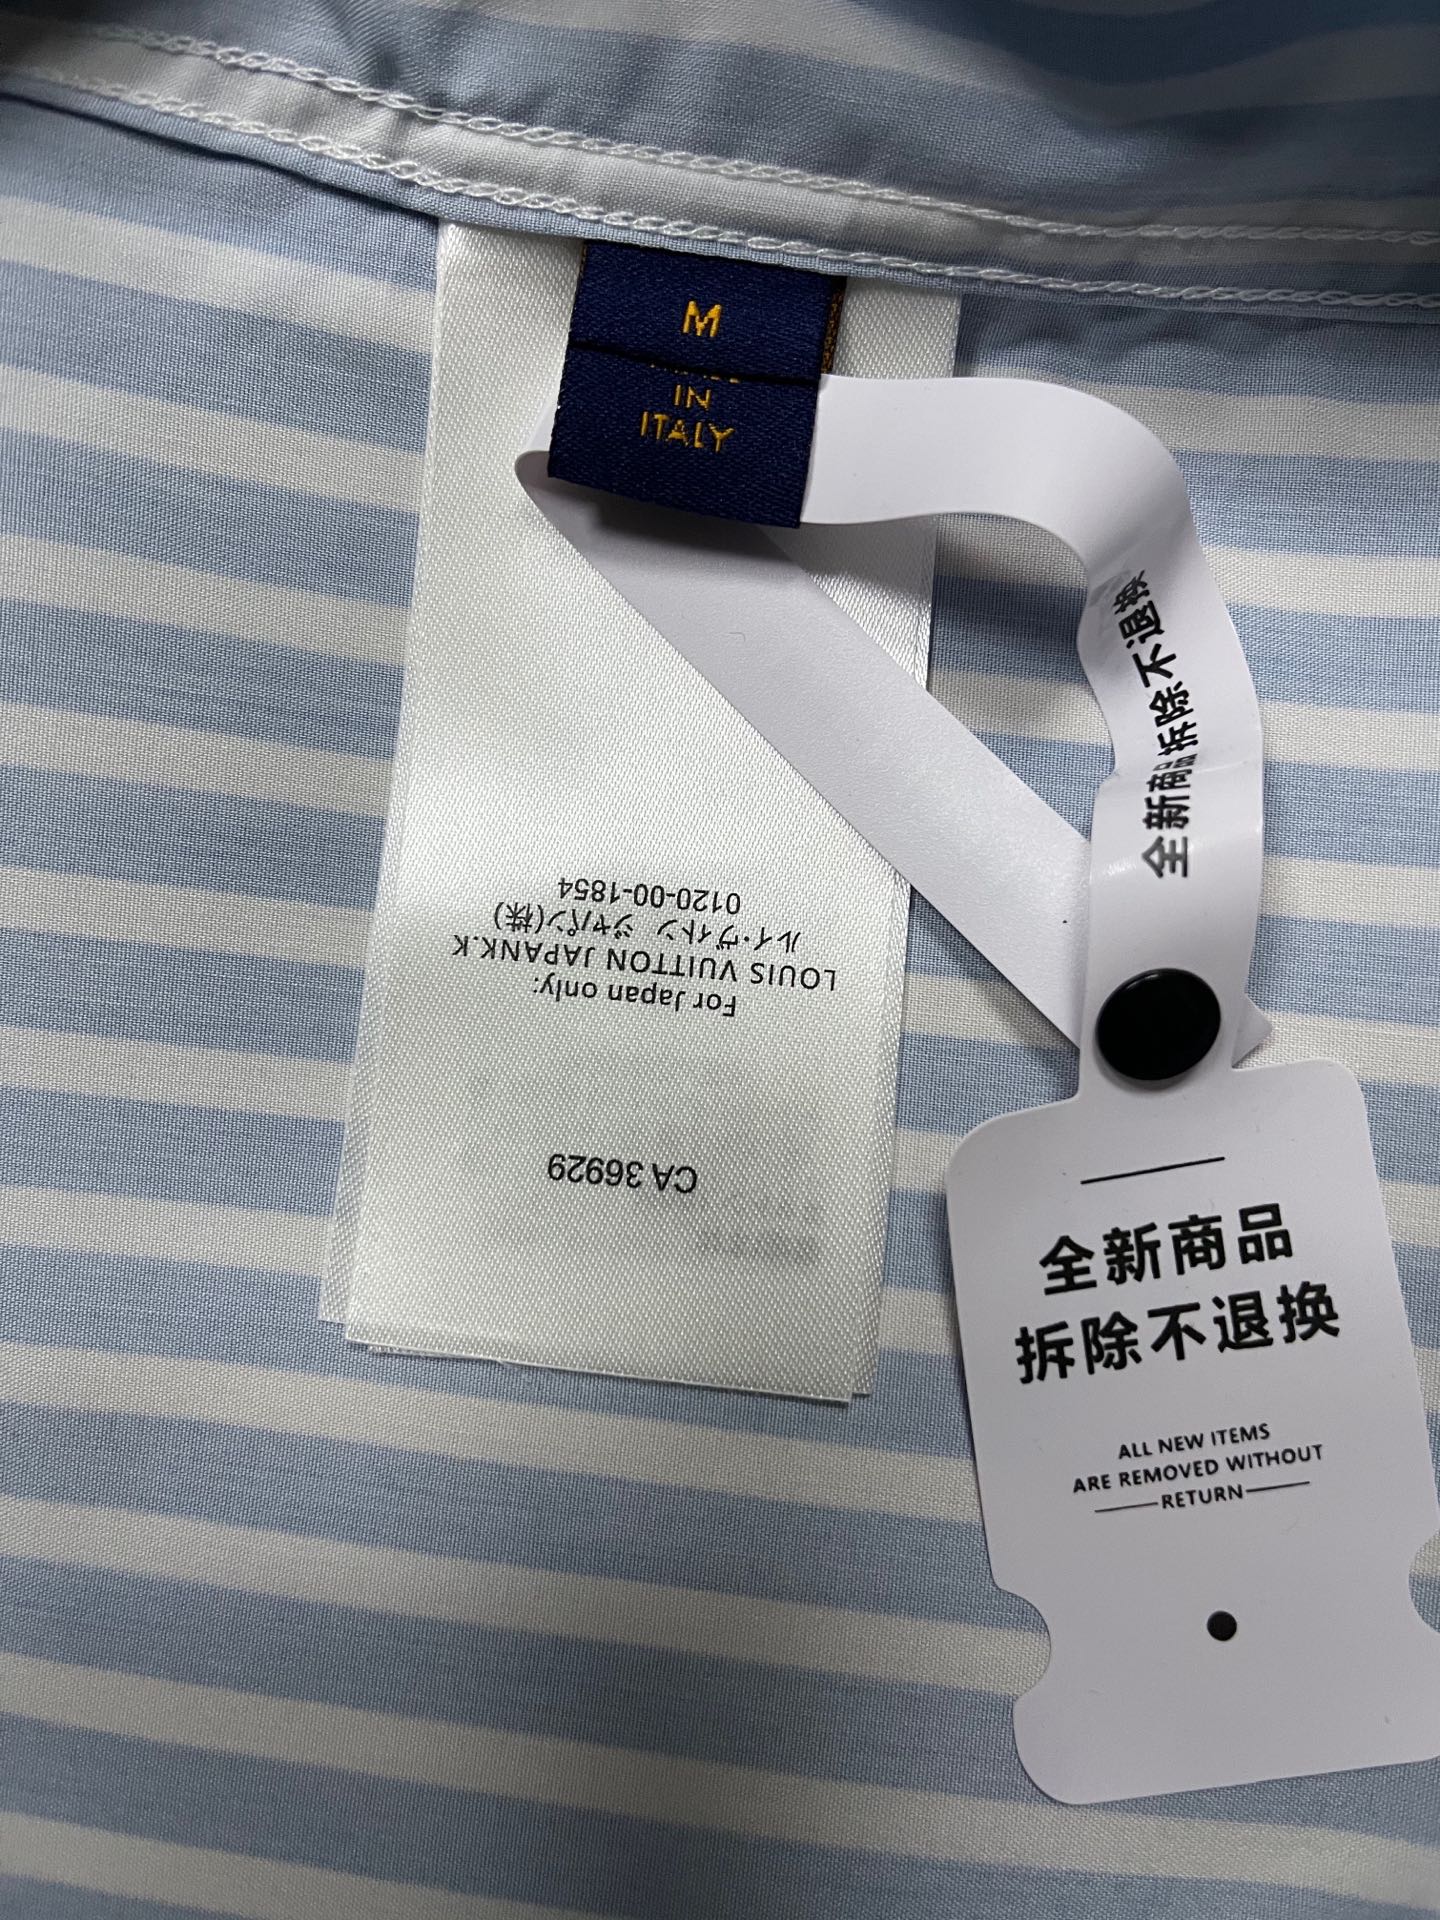 M
IN
ITALY
全新商品拆除不退换
0120-00-1854
ルイ・ヴィトン ジャパン(株)
LOUIS VUITTON JAPANK.K
For Japan only:
CA 36929
全新商品
拆除不退换
ALL NEW ITEMS
ARE REMOVED WITHOUT
RETURN